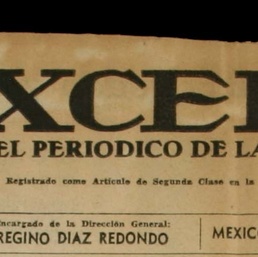 XCEL
EL PERIODICO DE LA
Registrado como Artículo de Segunda Clase en la
Encargado de la Dirección General:
REGINO DIAZ REDONDO
MEXICO